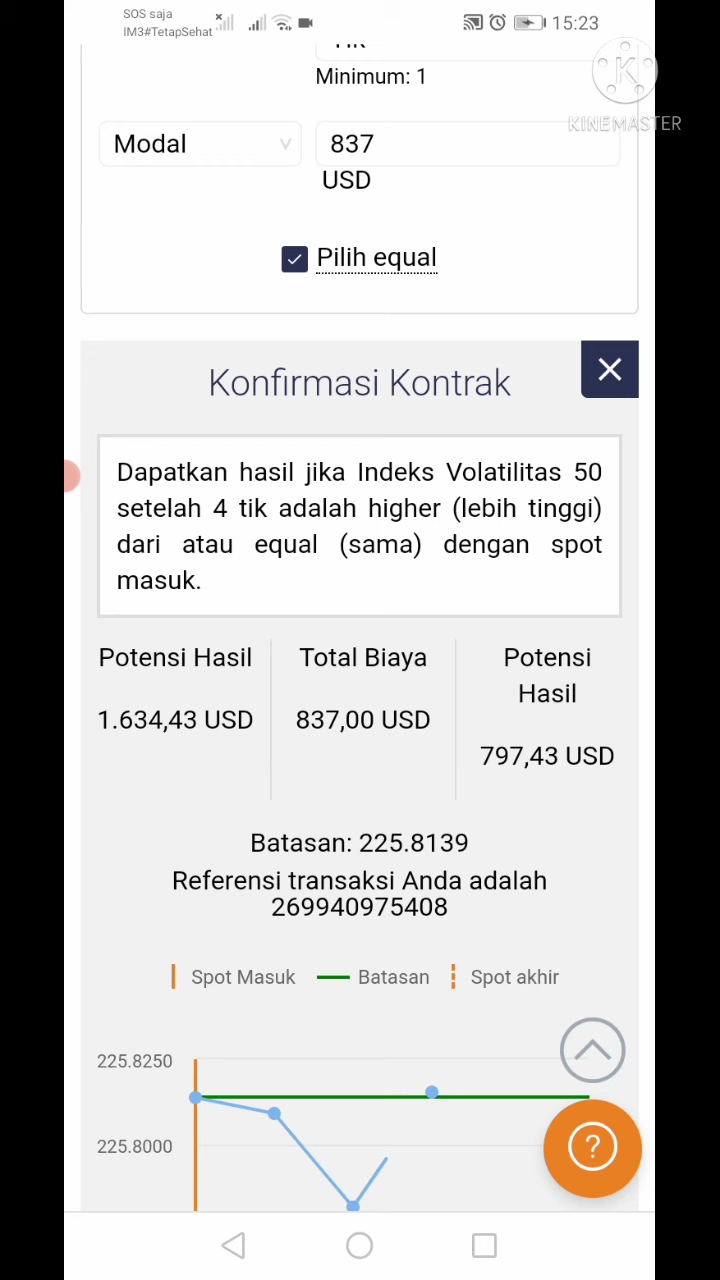 SOS saja
IM3#TetapSehat
15:23
KINEMASTER
Minimum: 1
Modal
837
USD
Pilih equal
Konfirmasi Kontrak
Dapatkan hasil jika Indeks Volatilitas 50
setelah 4 tik adalah higher (lebih tinggi)
dari atau equal (sama) dengan spot
masuk.
Potensi Hasil
1.634,43 USD
Total Biaya
837,00 USD
Potensi
Hasil
797,43 USD
Batasan: 225.8139
Referensi transaksi Anda adalah
269940975408
Spot Masuk
Batasan
Spot akhir
225.8250
225.8000
?